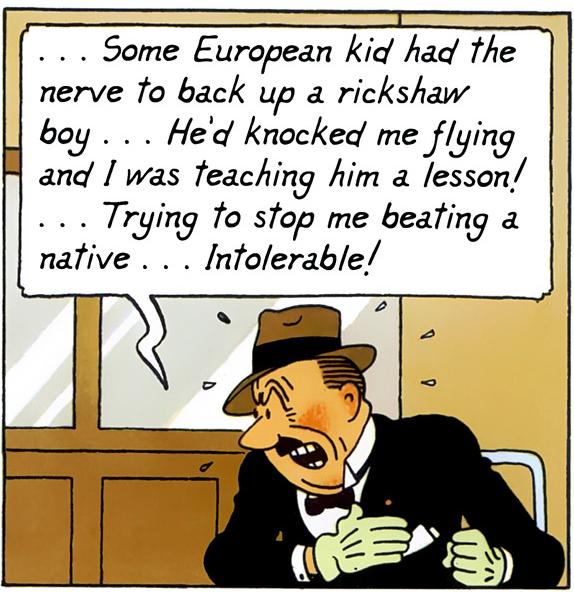 . . . Some European kid had the
nerve to back up a rickshaw
boy . . . He'd knocked me flying
and I was teaching him a lesson!
. . . Trying to stop me beating a
native . . . Intolerable!